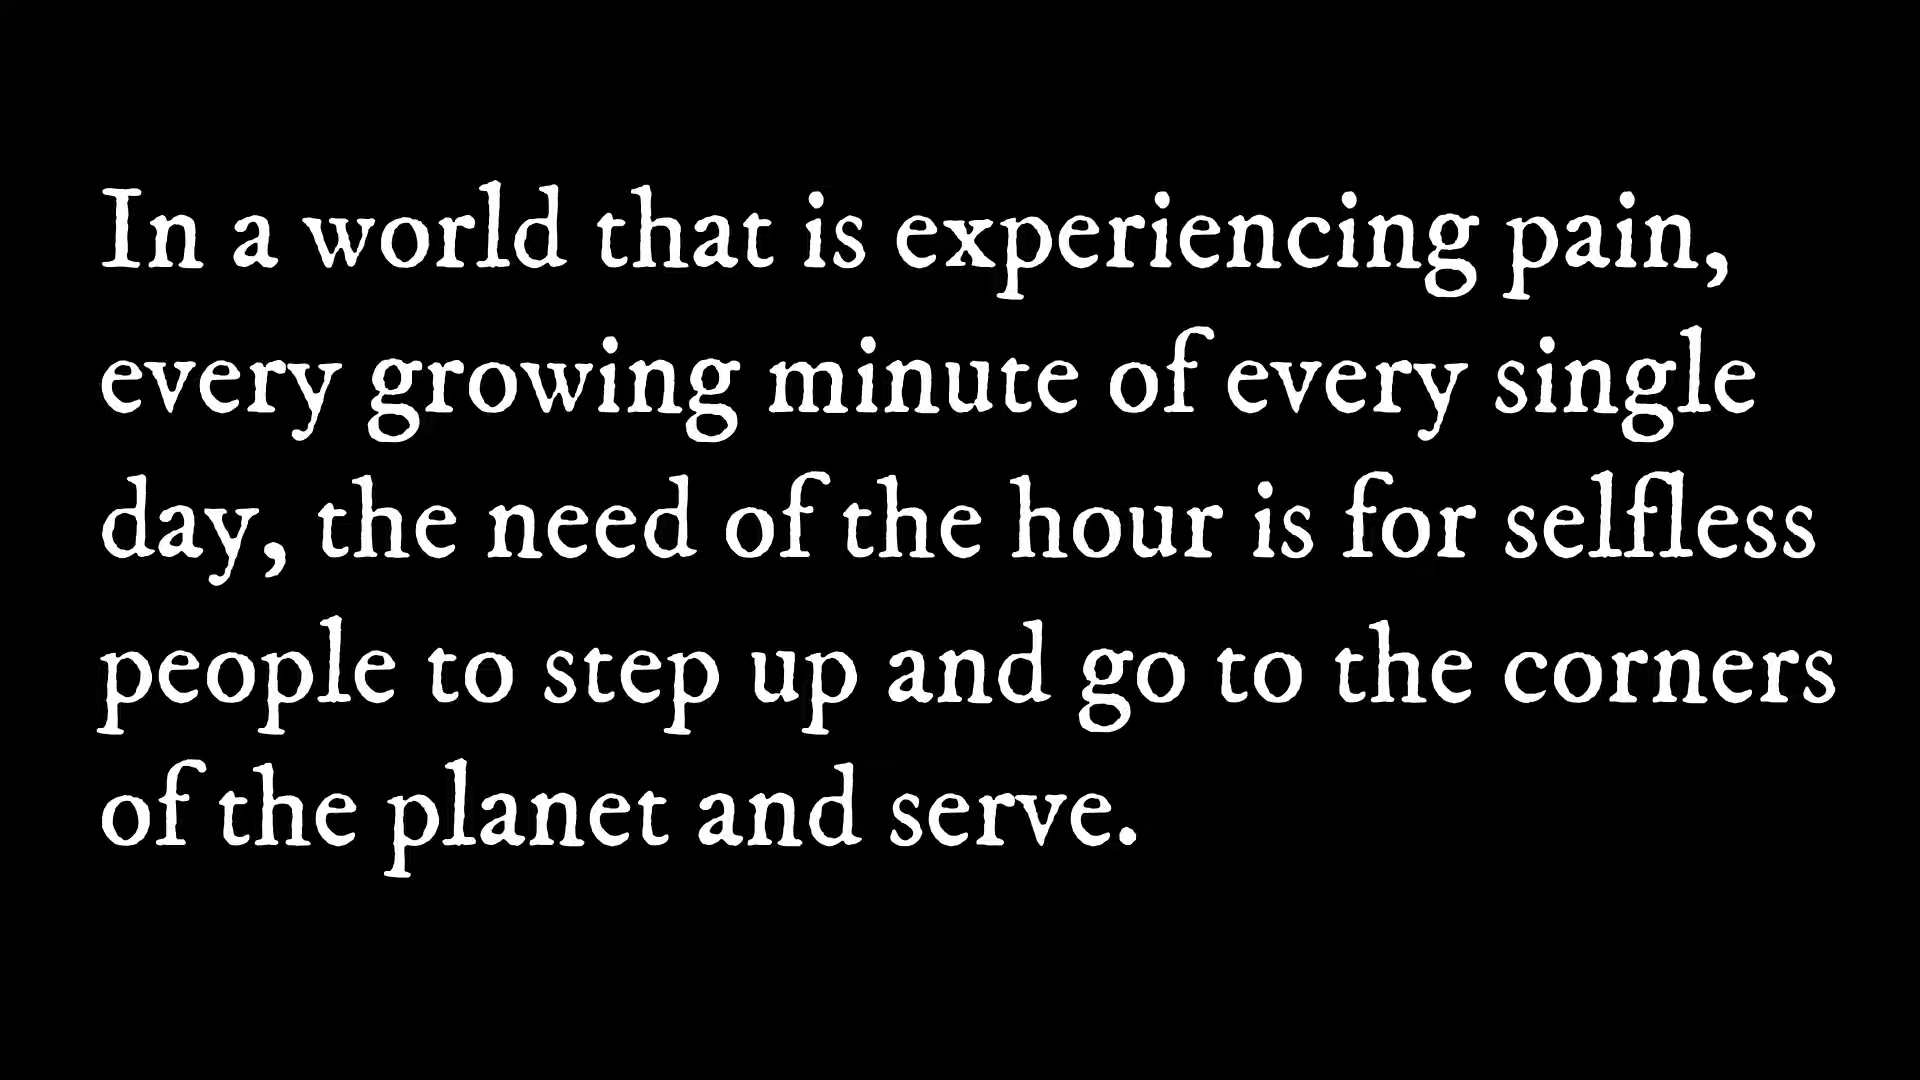 In a world that is experiencing pain,
every growing minute of every single
day, the need of the hour is for selfless
people to step up and go to the corners
of the planet and serve.